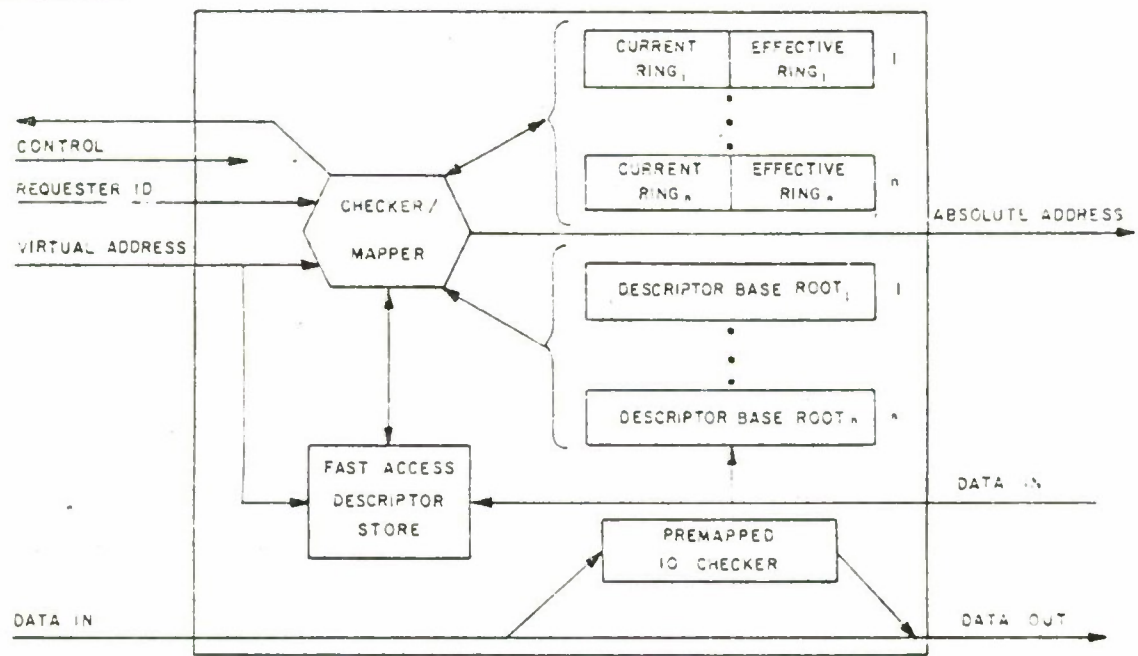 CURRENT RING₁ EFFECTIVE RING₁ 1
CURRENT RINGₙ EFFECTIVE RINGₙ n
CONTROL
REQUESTER ID
VIRTUAL ADDRESS
CHECKER/
MAPPER
ABSOLUTE ADDRESS
DESCRIPTOR BASE ROOT₁ 1
DESCRIPTOR BASE ROOTₙ n
FAST ACCESS
DESCRIPTOR
STORE
DATA IN
PREMAPPED
IO CHECKER
DATA IN
DATA OUT